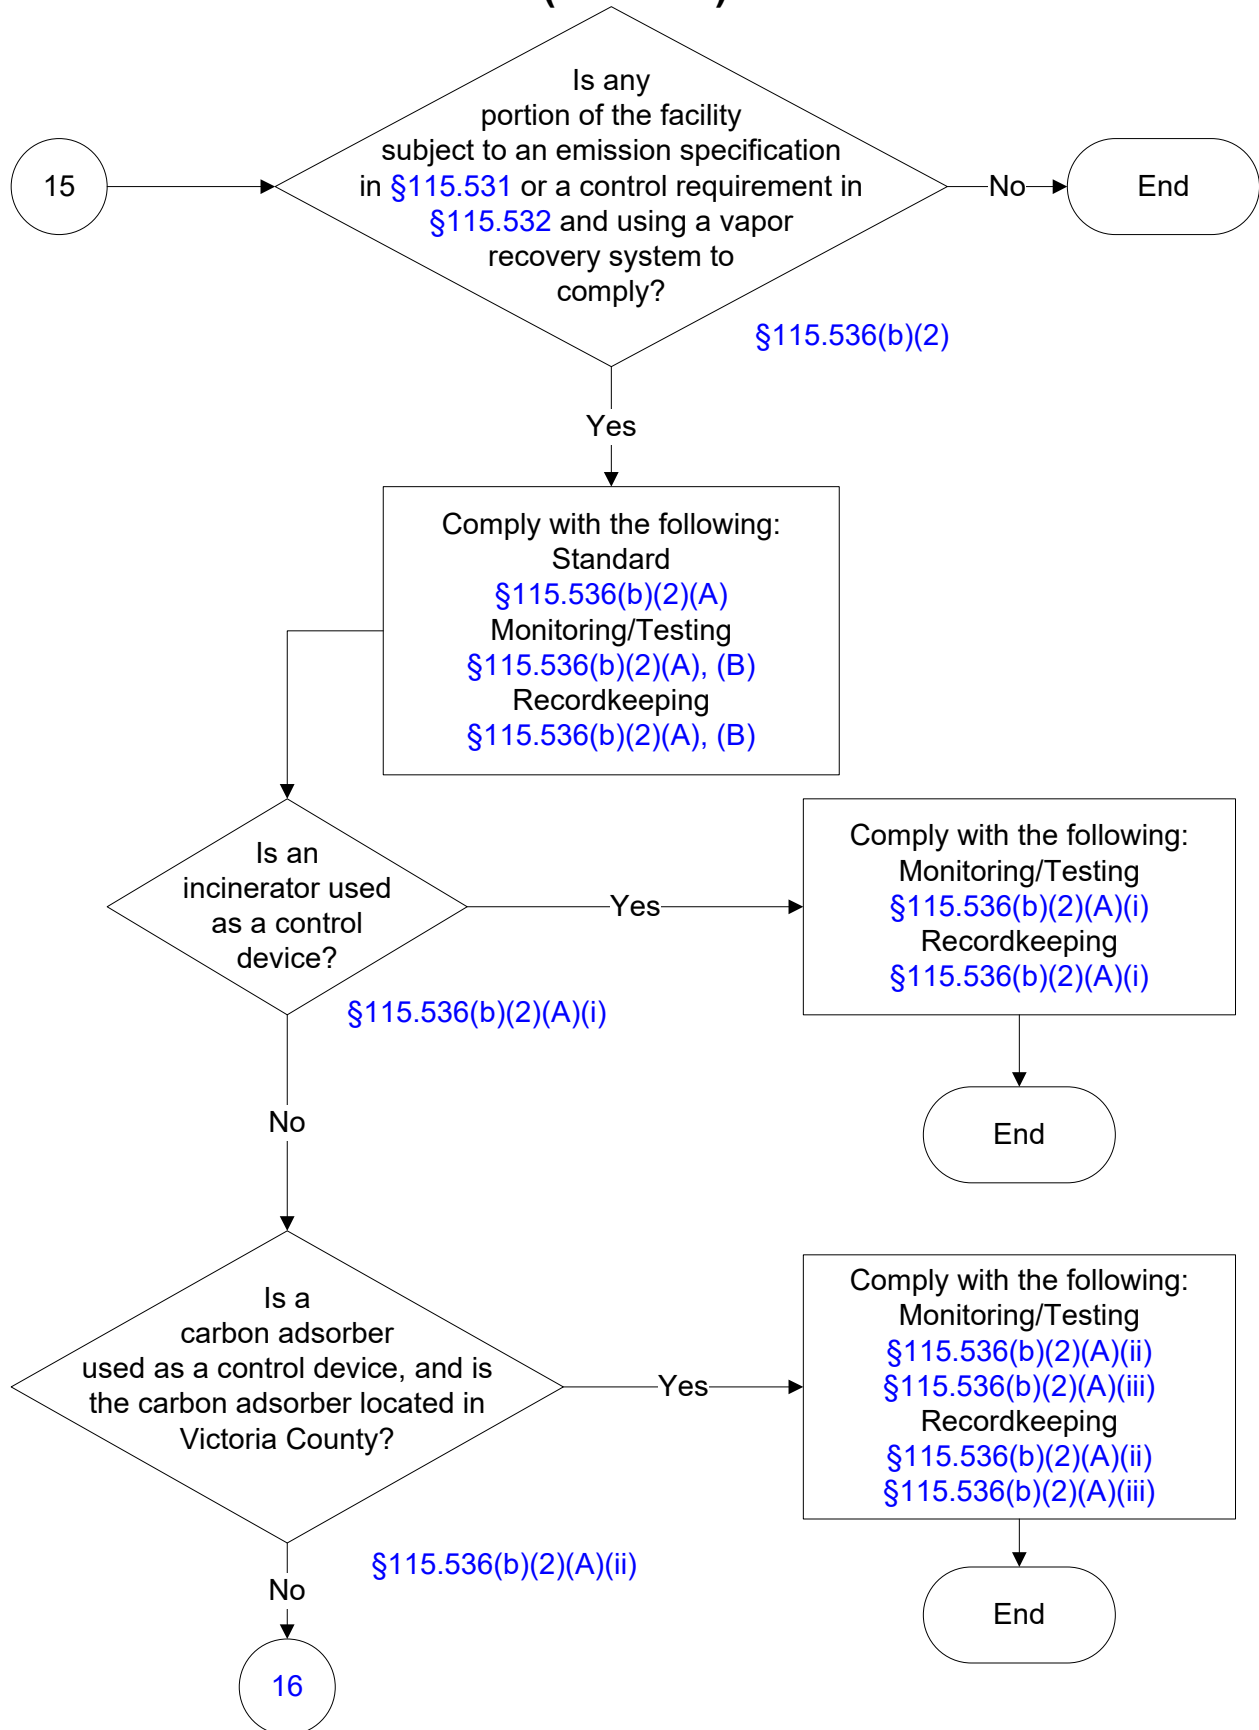 Is any
portion of the facility
subject to an emission specification
in §115.531 or a control requirement in
§115.532 and using a vapor
recovery system to
comply?
15
No
End
§115.536(b)(2)
Yes
Comply with the following:
Standard
§115.536(b)(2)(A)
Monitoring/Testing
§115.536(b)(2)(A), (B)
Recordkeeping
§115.536(b)(2)(A), (B)
Is an
incinerator used
as a control
device?
§115.536(b)(2)(A)(i)
Yes
Comply with the following:
Monitoring/Testing
§115.536(b)(2)(A)(i)
Recordkeeping
§115.536(b)(2)(A)(i)
End
No
Is a
carbon adsorber
used as a control device, and is
the carbon adsorber located in
Victoria County?
§115.536(b)(2)(A)(ii)
Yes
Comply with the following:
Monitoring/Testing
§115.536(b)(2)(A)(ii)
§115.536(b)(2)(A)(iii)
Recordkeeping
§115.536(b)(2)(A)(ii)
§115.536(b)(2)(A)(iii)
End
No
16